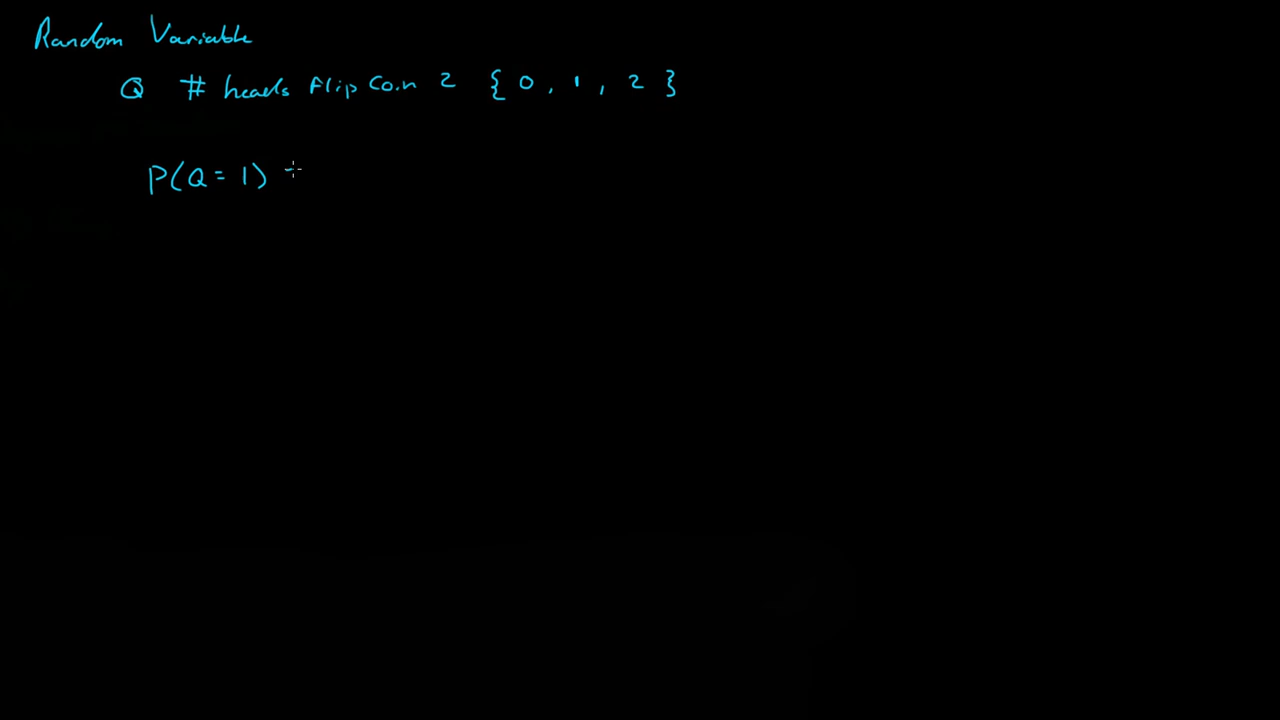 Random Variable
Q # heads flip coin 2 { 0, 1, 2 }
P(Q = 1) =